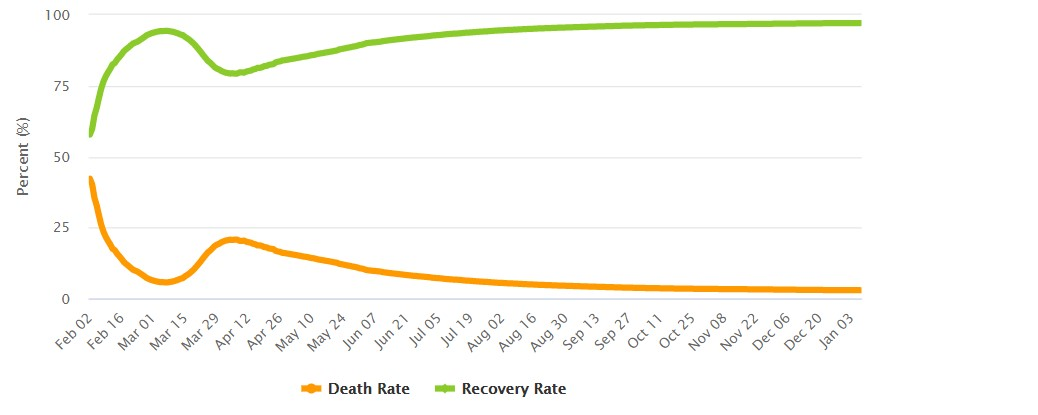 100
75
50
25
0
Percent (%)
Feb 02
Feb 16
Mar 01
Mar 15
Mar 29
Apr 12
Apr 26
May 10
May 24
Jun 07
Jun 21
Jul 05
Jul 19
Aug 02
Aug 16
Aug 30
Sep 13
Sep 27
Oct 11
Oct 25
Nov 08
Nov 22
Dec 06
Dec 20
Jan 03
Death Rate
Recovery Rate